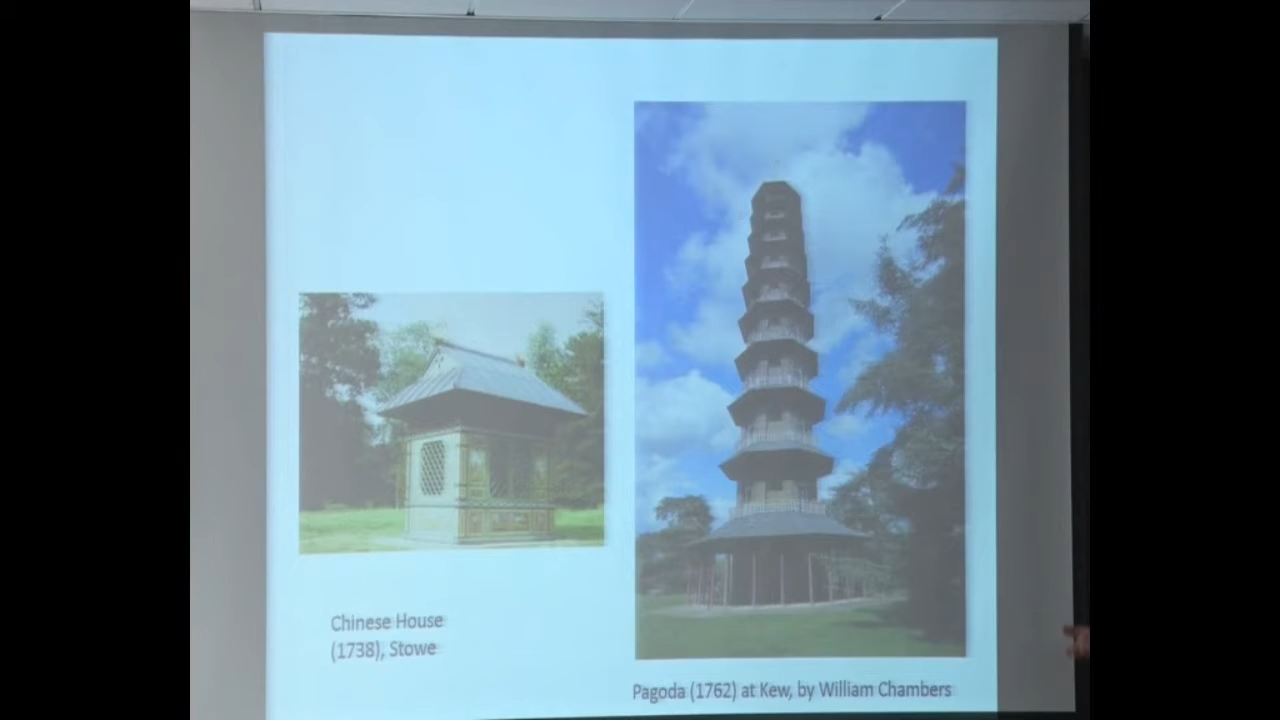 Chinese House
(1738), Stowe
Pagoda (1762) at Kew, by William Chambers